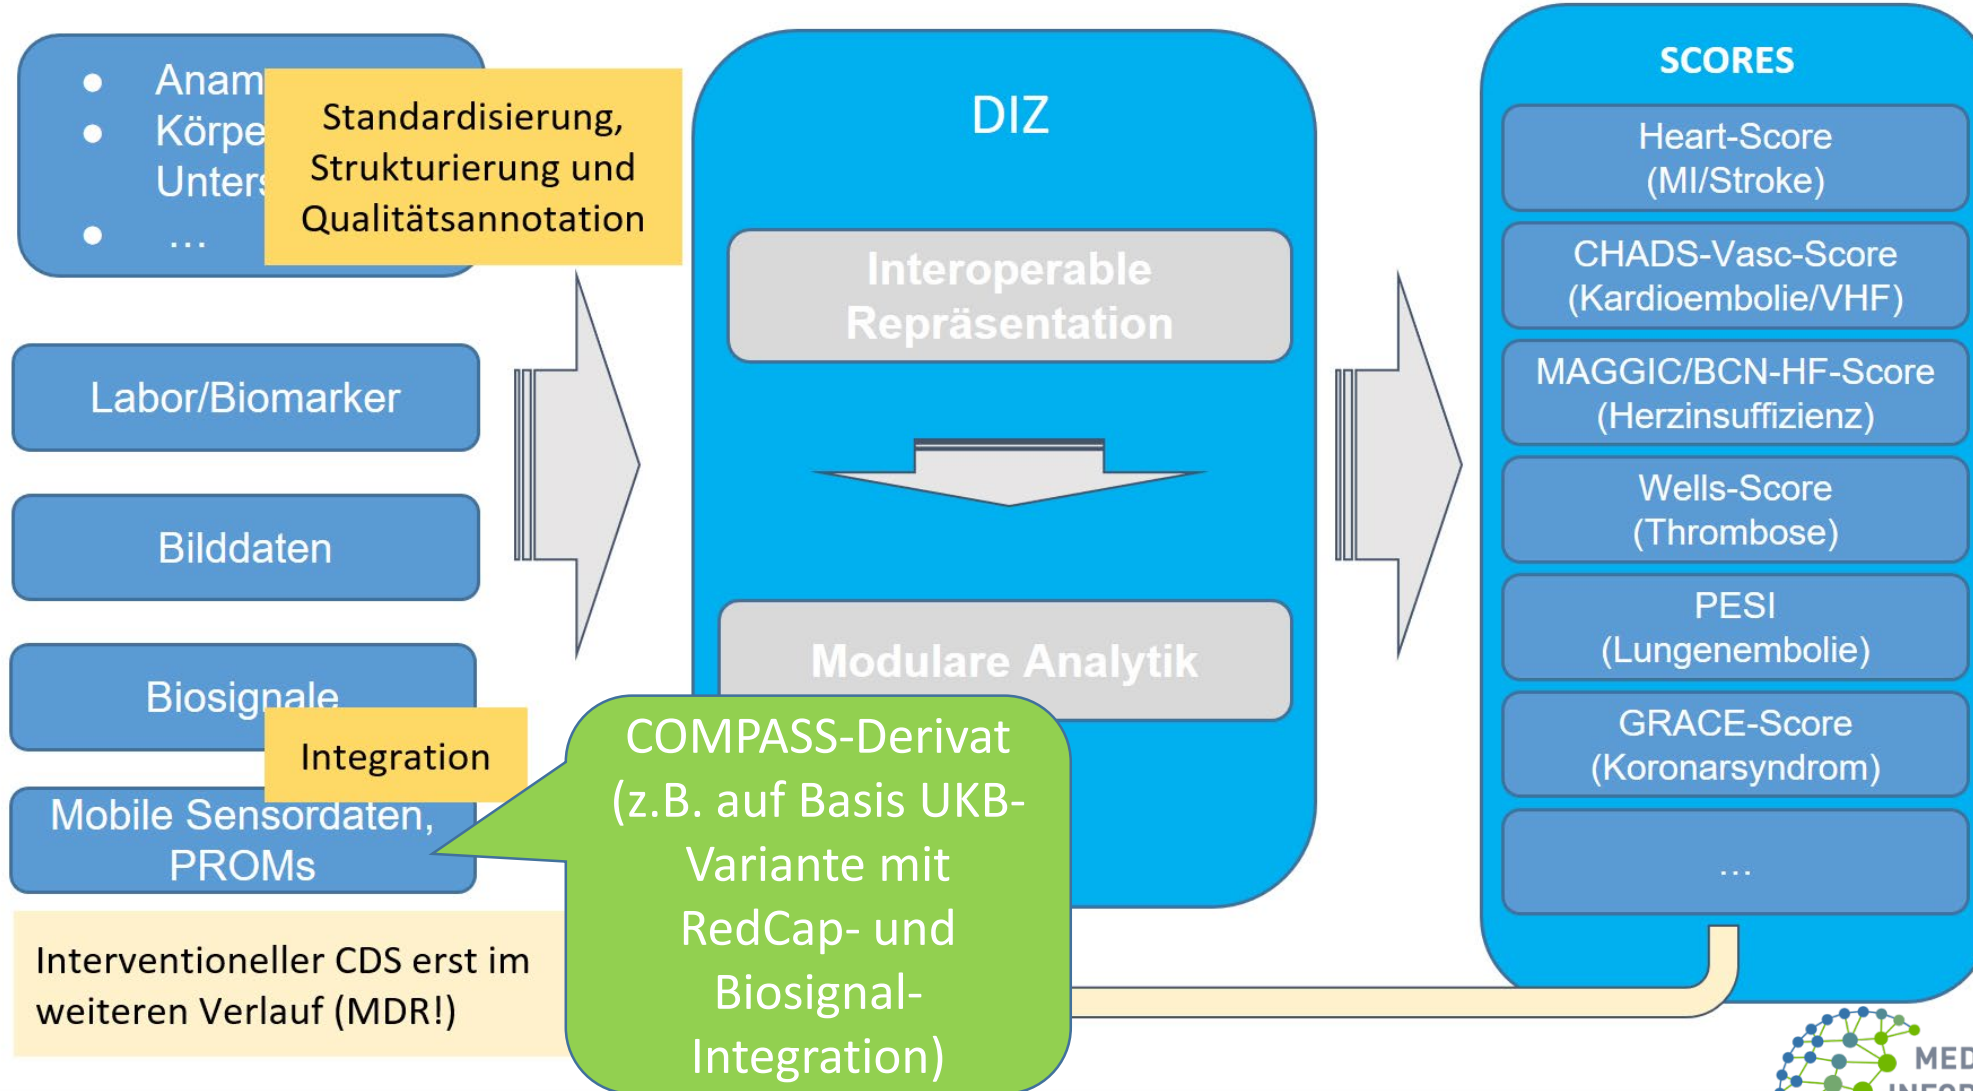 ● Anam
● Körpe
Unters
● ...
Standardisierung,
Strukturierung und
Qualitätsannotation
Labor/Biomarker
Bilddaten
Biosignale
Integration
Mobile Sensordaten,
PROMs
Interventioneller CDS erst im
weiteren Verlauf (MDR!)
DIZ
Interoperable
Repräsentation
Modulare Analytik
COMPASS-Derivat
(z.B. auf Basis UKB-
Variante mit
RedCap- und
Biosignal-
Integration)
SCORES
Heart-Score
(MI/Stroke)
CHADS-Vasc-Score
(Kardioembolie/VHF)
MAGGIC/BCN-HF-Score
(Herzinsuffizienz)
Wells-Score
(Thrombose)
PESI
(Lungenembolie)
GRACE-Score
(Koronarsyndrom)
...
MED
INFOR